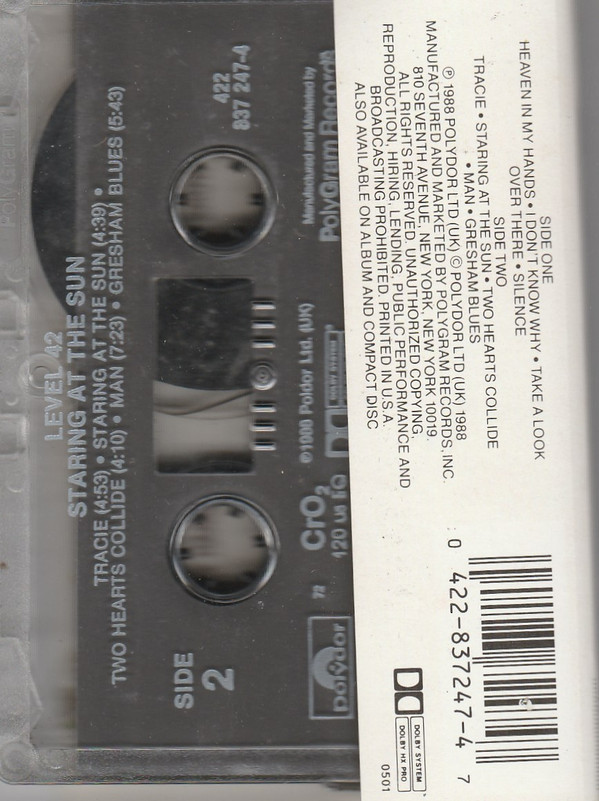 SIDE ONE
HEAVEN IN MY HANDS • I DON'T KNOW WHY • TAKE A LOOK
OVER THERE • SILENCE
SIDE TWO
TRACIE • STARING AT THE SUN • TWO HEARTS COLLIDE
• MAN • GRESHAM BLUES
℗ 1988 POLYDOR LTD (UK) © POLYDOR LTD (UK) 1988
MANUFACTURED AND MARKETED BY POLYGRAM RECORDS, INC.
810 SEVENTH AVENUE, NEW YORK, NEW YORK 10019.
ALL RIGHTS RESERVED. UNAUTHORIZED COPYING,
REPRODUCTION, HIRING, LENDING, PUBLIC PERFORMANCE AND
BROADCASTING PROHIBITED. PRINTED IN U.S.A.
ALSO AVAILABLE ON ALBUM AND COMPACT DISC
0 422-837247-4 7
DOLBY SYSTEM
DOLBY HX PRO
0501
LEVEL 42
STARING AT THE SUN
TRACIE (4:53) • STARING AT THE SUN (4:39) •
TWO HEARTS COLLIDE (4:10) • MAN (7:23) • GRESHAM BLUES (5:43)
422
837 247-4
SIDE
2
Manufactured and Marketed by
PolyGram Records
CrO2
120 us EQ
72
Polydor